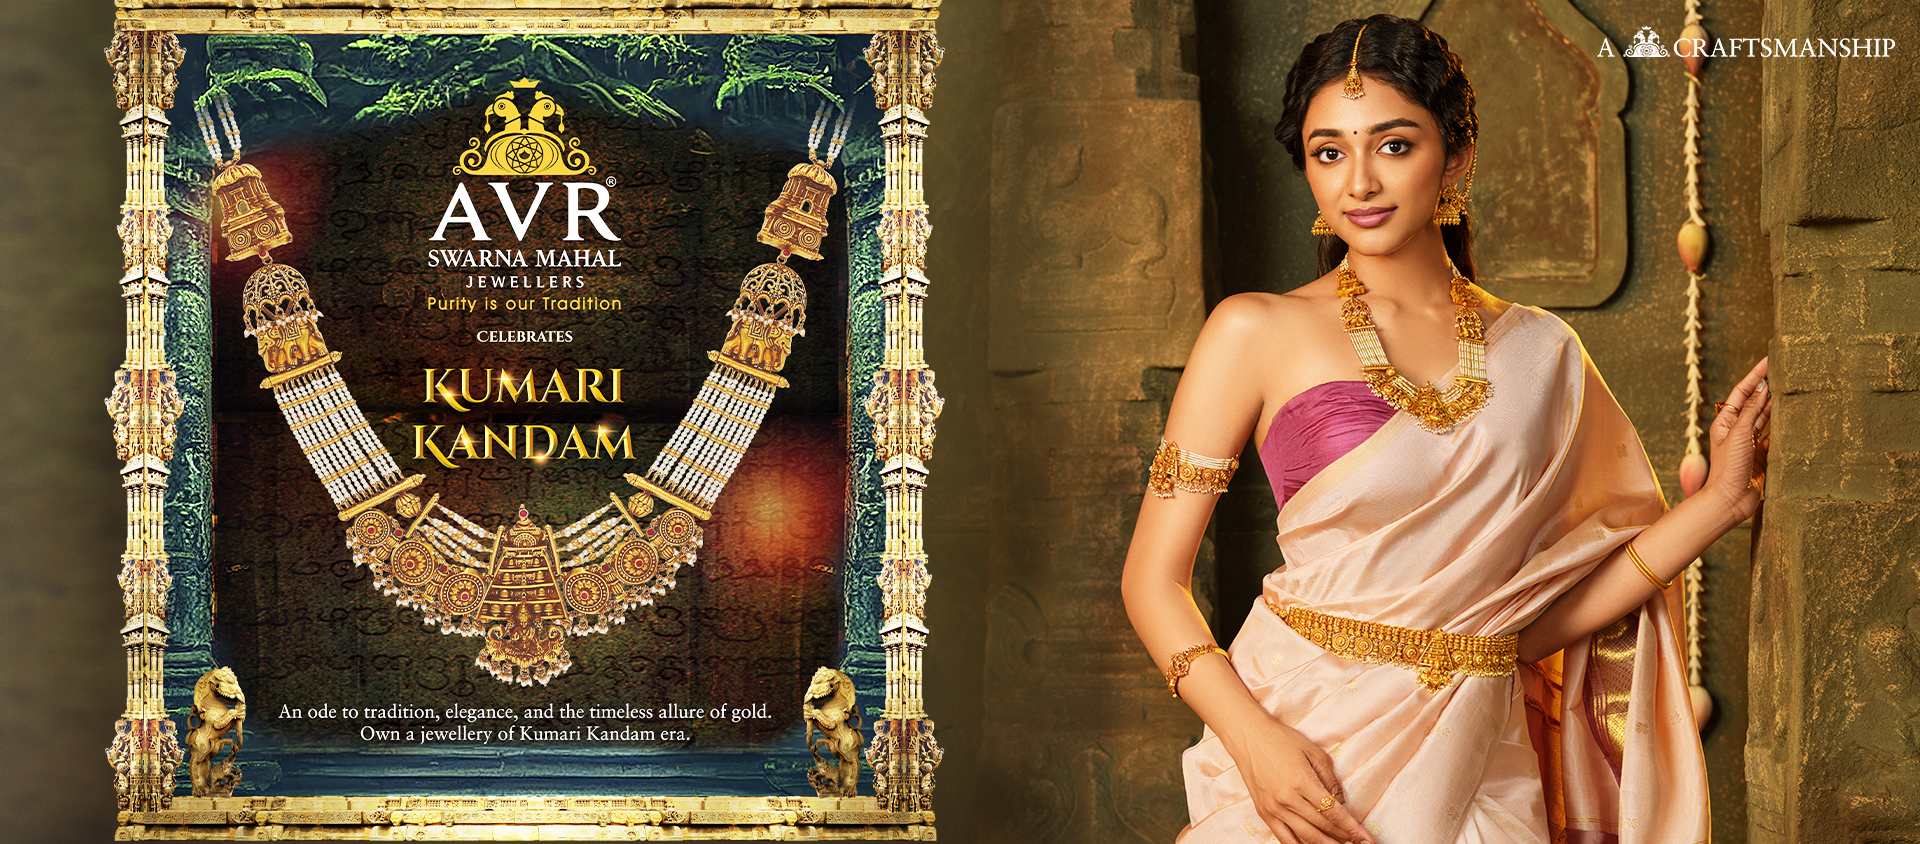 AVR®
SWARNA MAHAL
JEWELLERS
Purity is our Tradition
CELEBRATES
KUMARI
KANDAM
An ode to tradition, elegance, and the timeless allure of gold.
Own a jewellery of Kumari Kandam era.
A CRAFTSMANSHIP